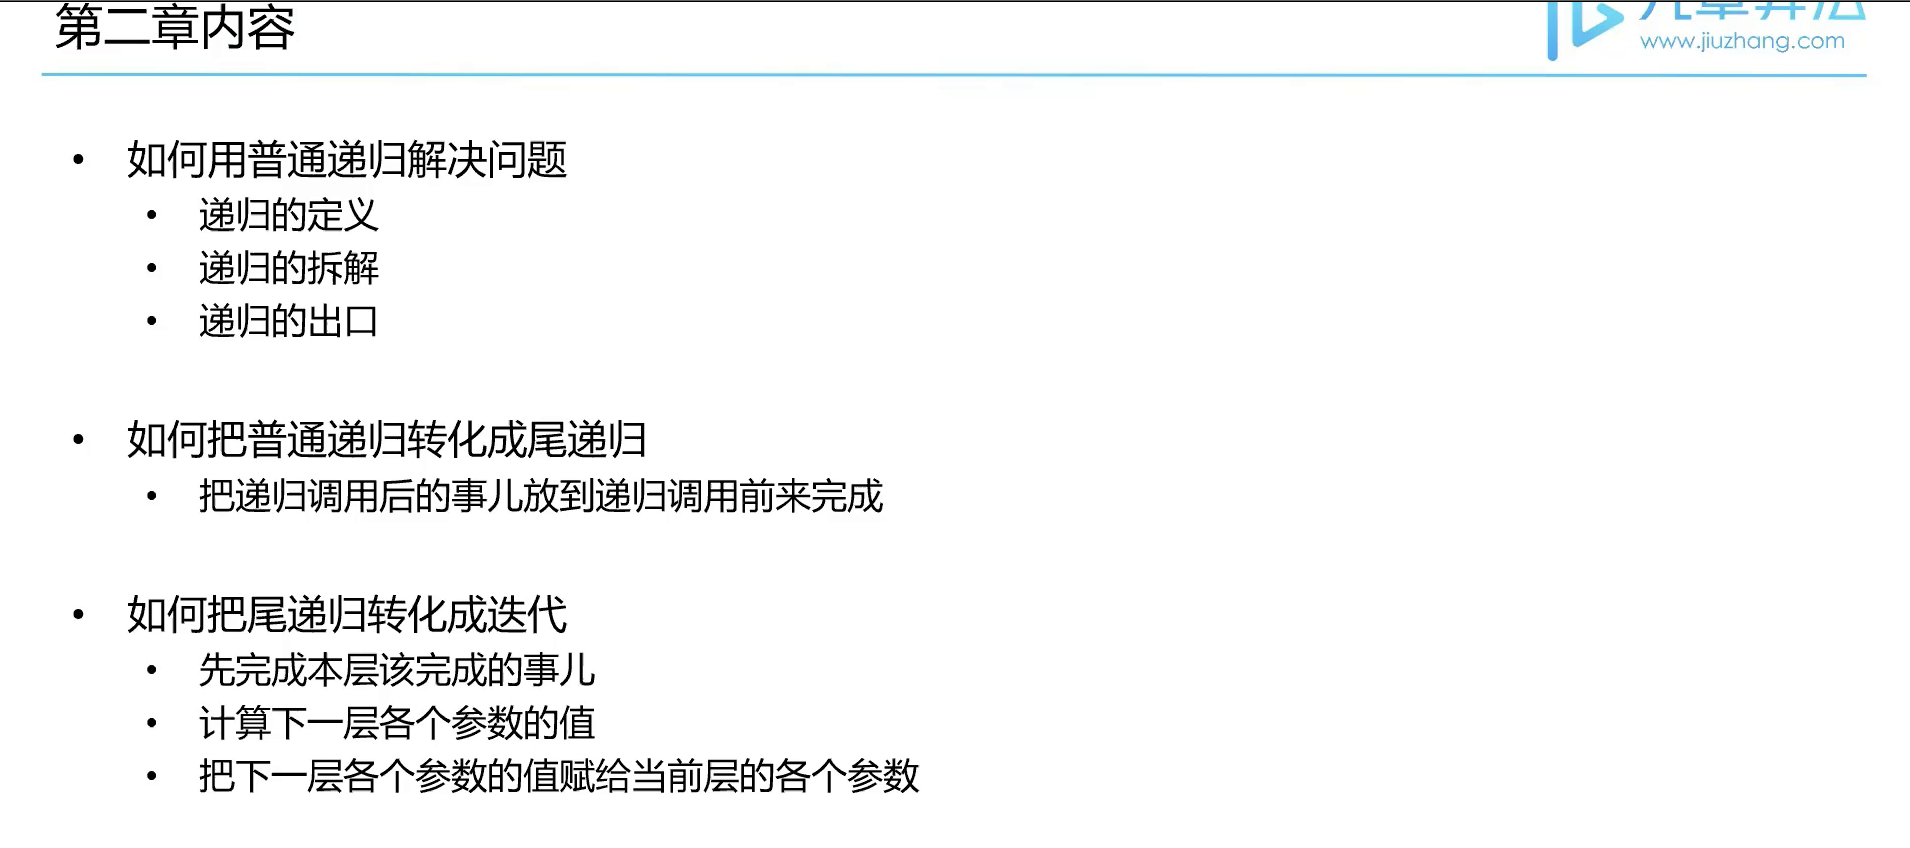 第二章内容
九章算法
www.jiuzhang.com
• 如何用普通递归解决问题
• 递归的定义
• 递归的拆解
• 递归的出口
• 如何把普通递归转化成尾递归
• 把递归调用后的事儿放到递归调用前来完成
• 如何把尾递归转化成迭代
• 先完成本层该完成的事儿
• 计算下一层各个参数的值
• 把下一层各个参数的值赋给当前层的各个参数